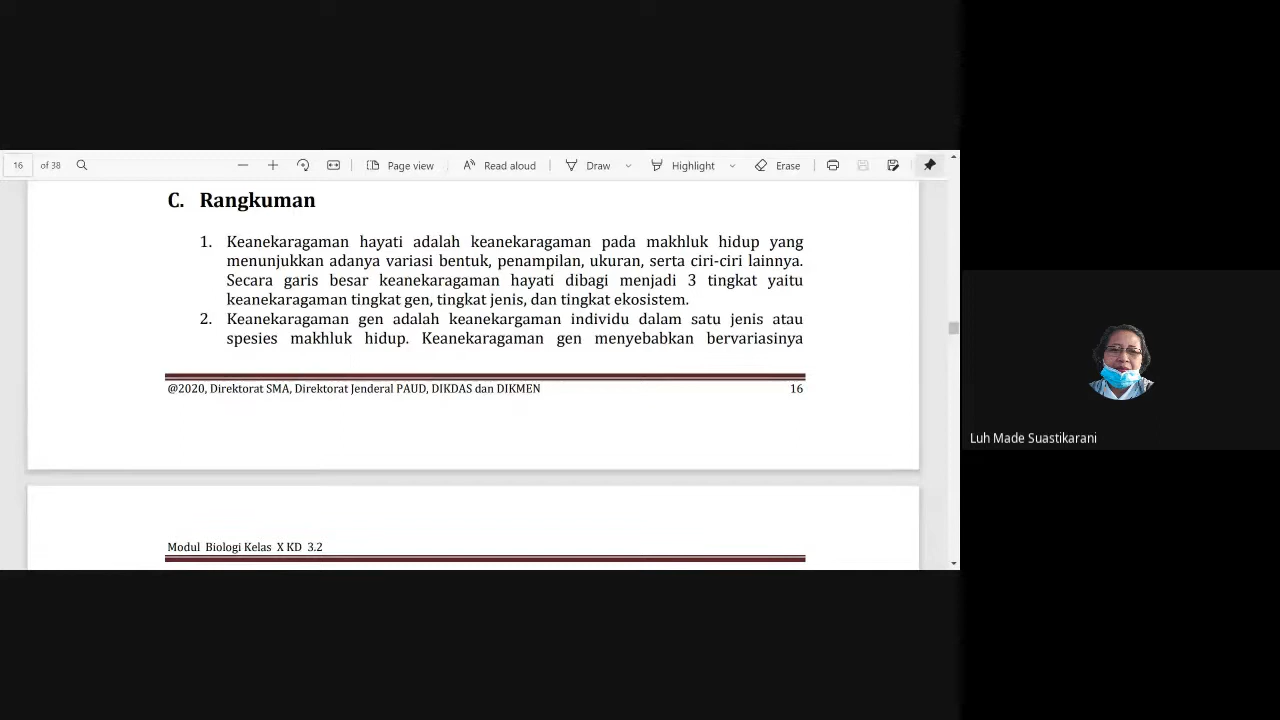 16 of 38 Page view Read aloud Draw Highlight Erase
C. Rangkuman
1. Keanekaragaman hayati adalah keanekaragaman pada makhluk hidup yang
menunjukkan adanya variasi bentuk, penampilan, ukuran, serta ciri-ciri lainnya.
Secara garis besar keanekaragaman hayati dibagi menjadi 3 tingkat yaitu
keanekaragaman tingkat gen, tingkat jenis, dan tingkat ekosistem.
2. Keanekaragaman gen adalah keanekargaman individu dalam satu jenis atau
spesies makhluk hidup. Keanekaragaman gen menyebabkan bervariasinya
@2020, Direktorat SMA, Direktorat Jenderal PAUD, DIKDAS dan DIKMEN 16
Modul Biologi Kelas X KD 3.2
Luh Made Suastikarani